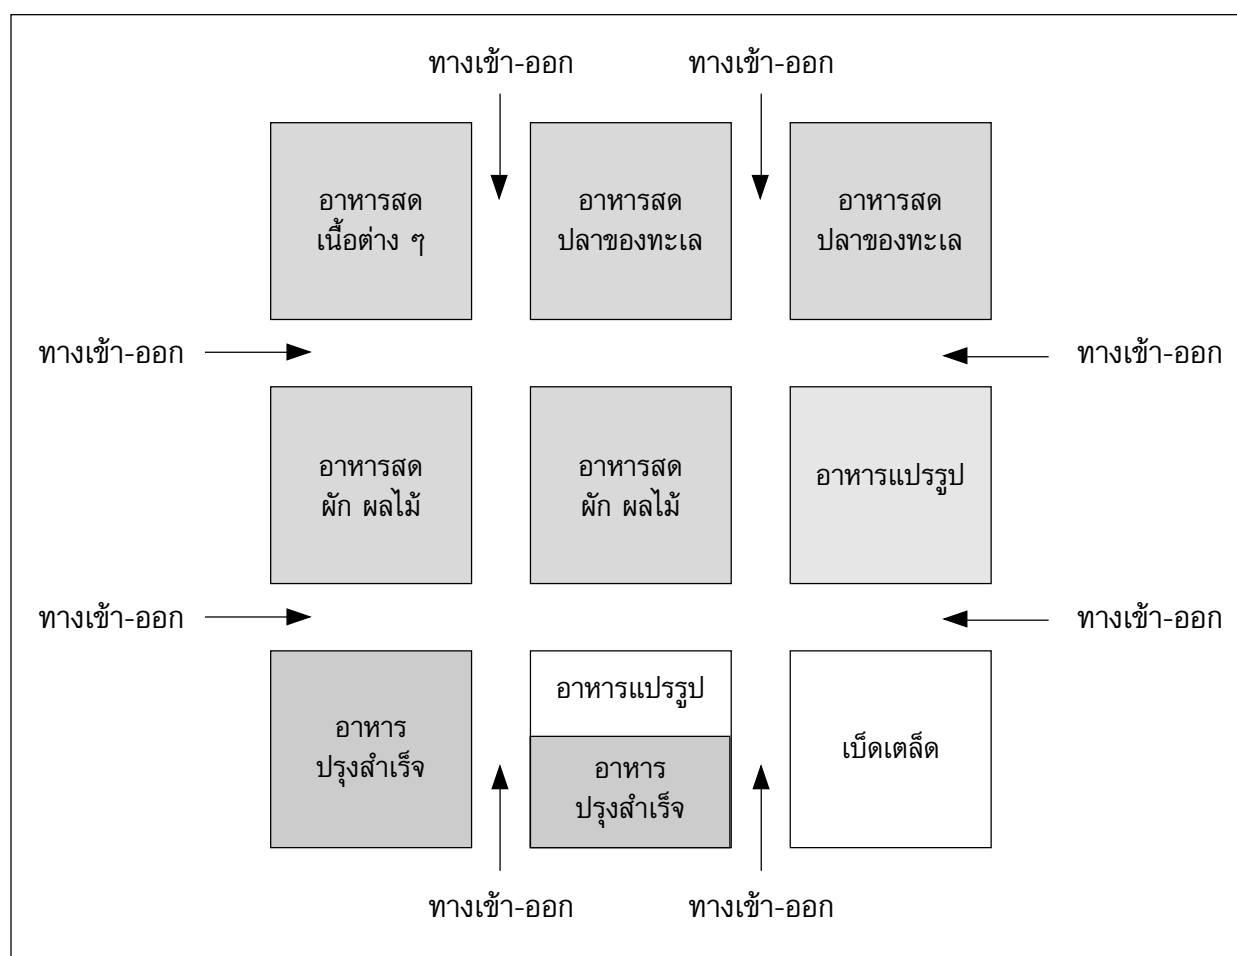 ทางเข้า-ออก ทางเข้า-ออก
อาหารสด
เนื้อต่าง ๆ
อาหารสด
ปลาของทะเล
อาหารสด
ปลาของทะเล
ทางเข้า-ออก
ทางเข้า-ออก
อาหารสด
ผัก ผลไม้
อาหารสด
ผัก ผลไม้
อาหารแปรรูป
ทางเข้า-ออก
ทางเข้า-ออก
อาหาร
ปรุงสำเร็จ
อาหารแปรรูป
อาหาร
ปรุงสำเร็จ
เบ็ดเตล็ด
ทางเข้า-ออก ทางเข้า-ออก